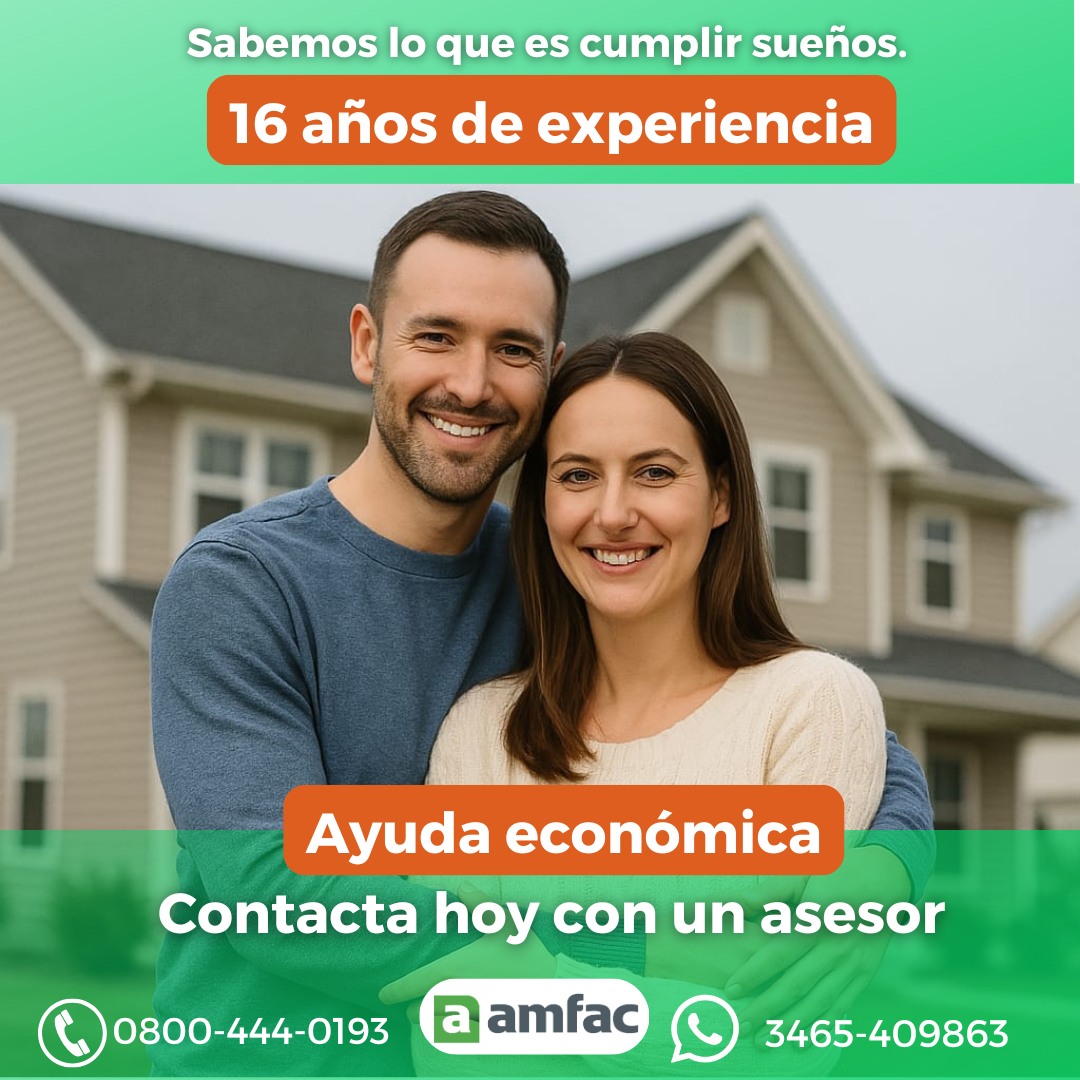 Sabemos lo que es cumplir sueños.
16 años de experiencia
Ayuda económica
Contacta hoy con un asesor
0800-444-0193
a amfac
3465-409863